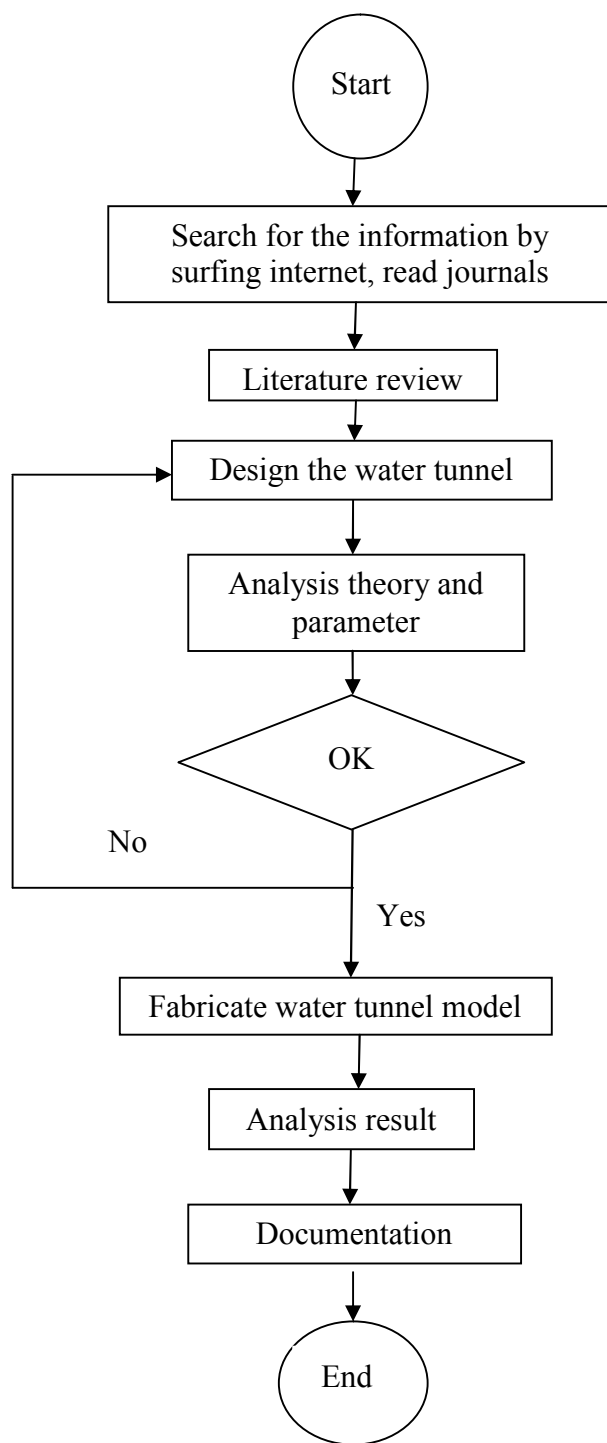 Start
Search for the information by
surfing internet, read journals
Literature review
Design the water tunnel
Analysis theory and
parameter
OK
No
Yes
Fabricate water tunnel model
Analysis result
Documentation
End